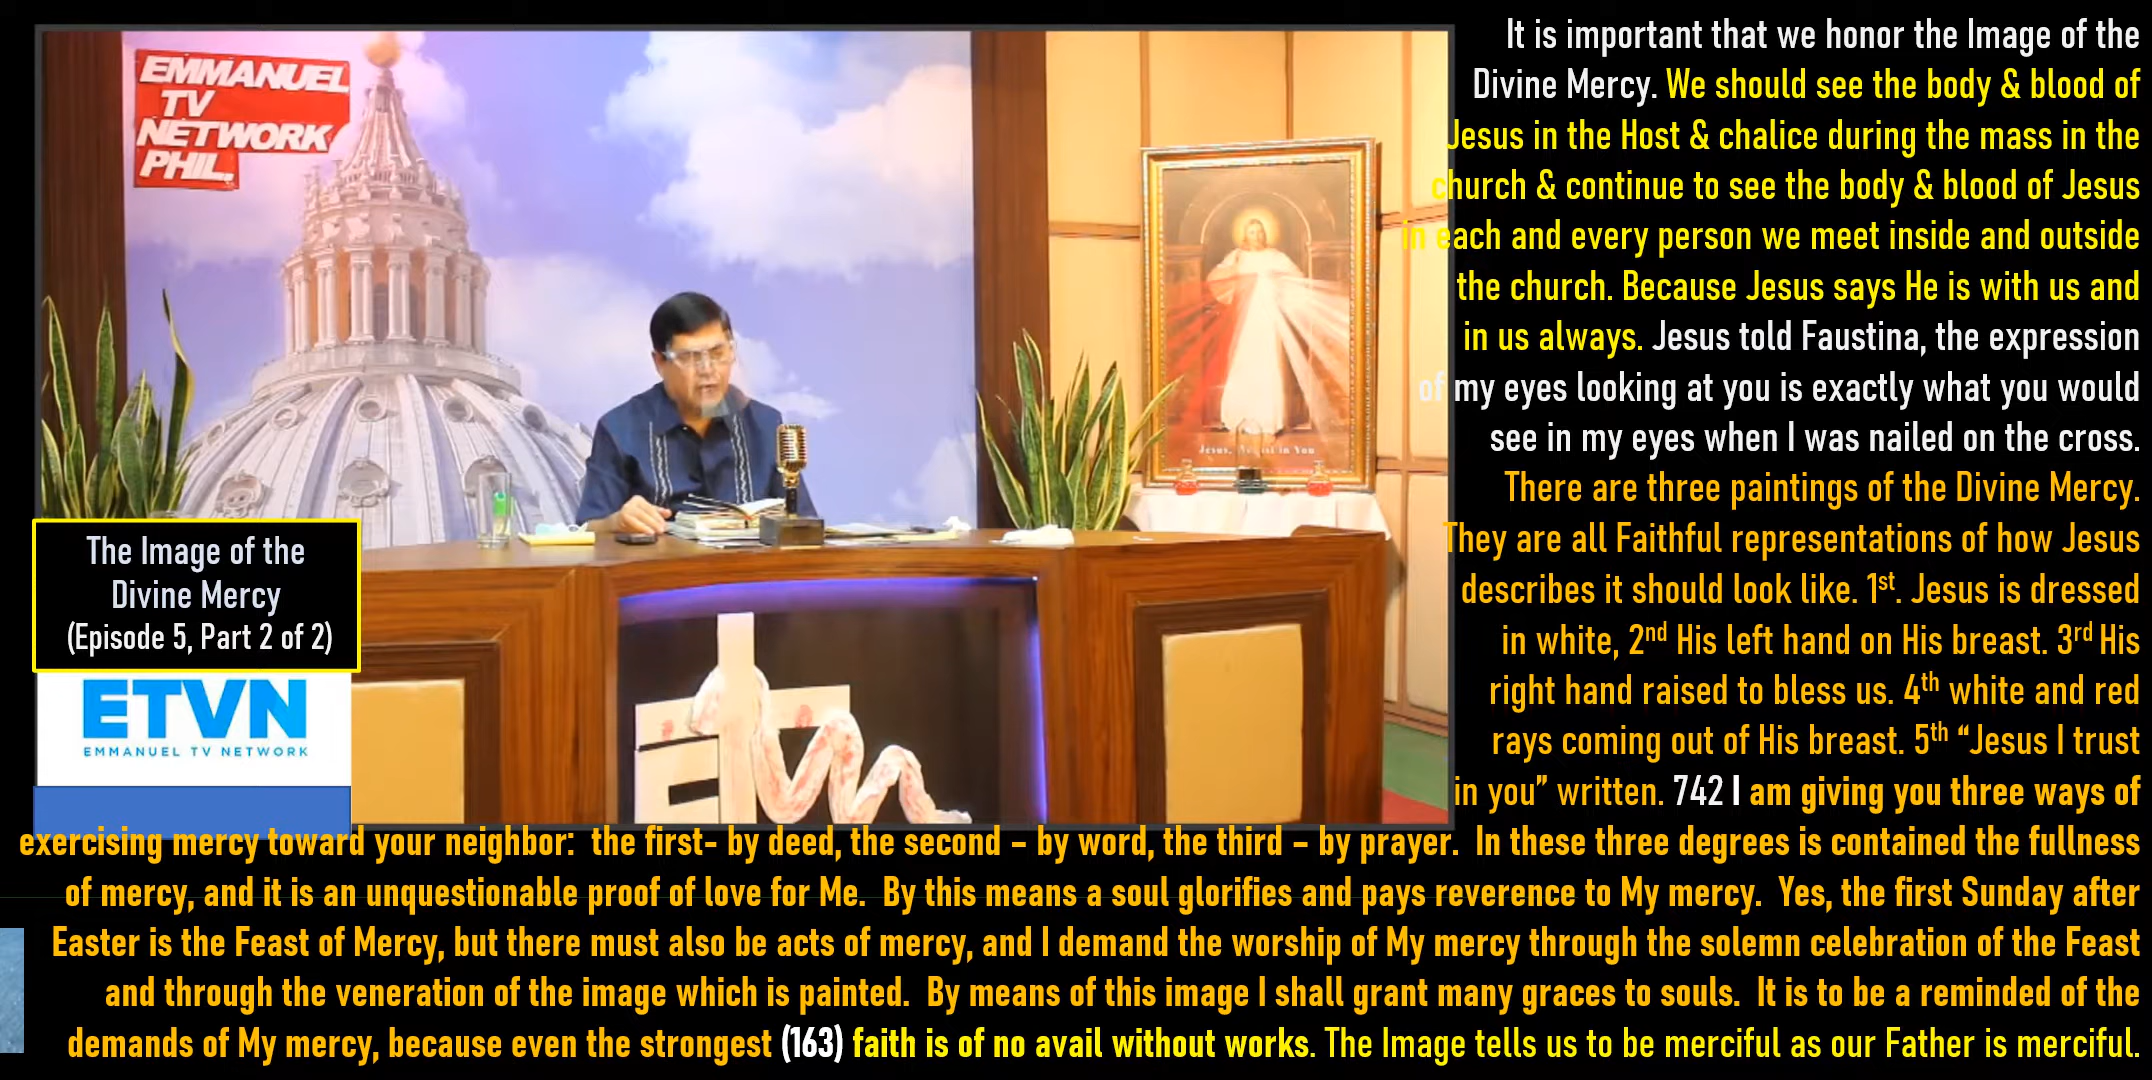 EMMANUEL
TV
NETWORK
PHIL.
Jesus, I Trust in You
The Image of the
Divine Mercy
(Episode 5, Part 2 of 2)
ETVN
EMMANUEL TV NETWORK
ETVN
It is important that we honor the Image of the
Divine Mercy. We should see the body & blood of
Jesus in the Host & chalice during the mass in the
church & continue to see the body & blood of Jesus
in each and every person we meet inside and outside
the church. Because Jesus says He is with us and
in us always. Jesus told Faustina, the expression
of my eyes looking at you is exactly what you would
see in my eyes when I was nailed on the cross.
There are three paintings of the Divine Mercy.
They are all Faithful representations of how Jesus
describes it should look like. 1st. Jesus is dressed
in white, 2nd His left hand on His breast. 3rd His
right hand raised to bless us. 4th white and red
rays coming out of His breast. 5th “Jesus I trust
in you” written. 742 I am giving you three ways of
exercising mercy toward your neighbor: the first- by deed, the second – by word, the third – by prayer. In these three degrees is contained the fullness
of mercy, and it is an unquestionable proof of love for Me. By this means a soul glorifies and pays reverence to My mercy. Yes, the first Sunday after
Easter is the Feast of Mercy, but there must also be acts of mercy, and I demand the worship of My mercy through the solemn celebration of the Feast
and through the veneration of the image which is painted. By means of this image I shall grant many graces to souls. It is to be a reminded of the
demands of My mercy, because even the strongest (163) faith is of no avail without works. The Image tells us to be merciful as our Father is merciful.